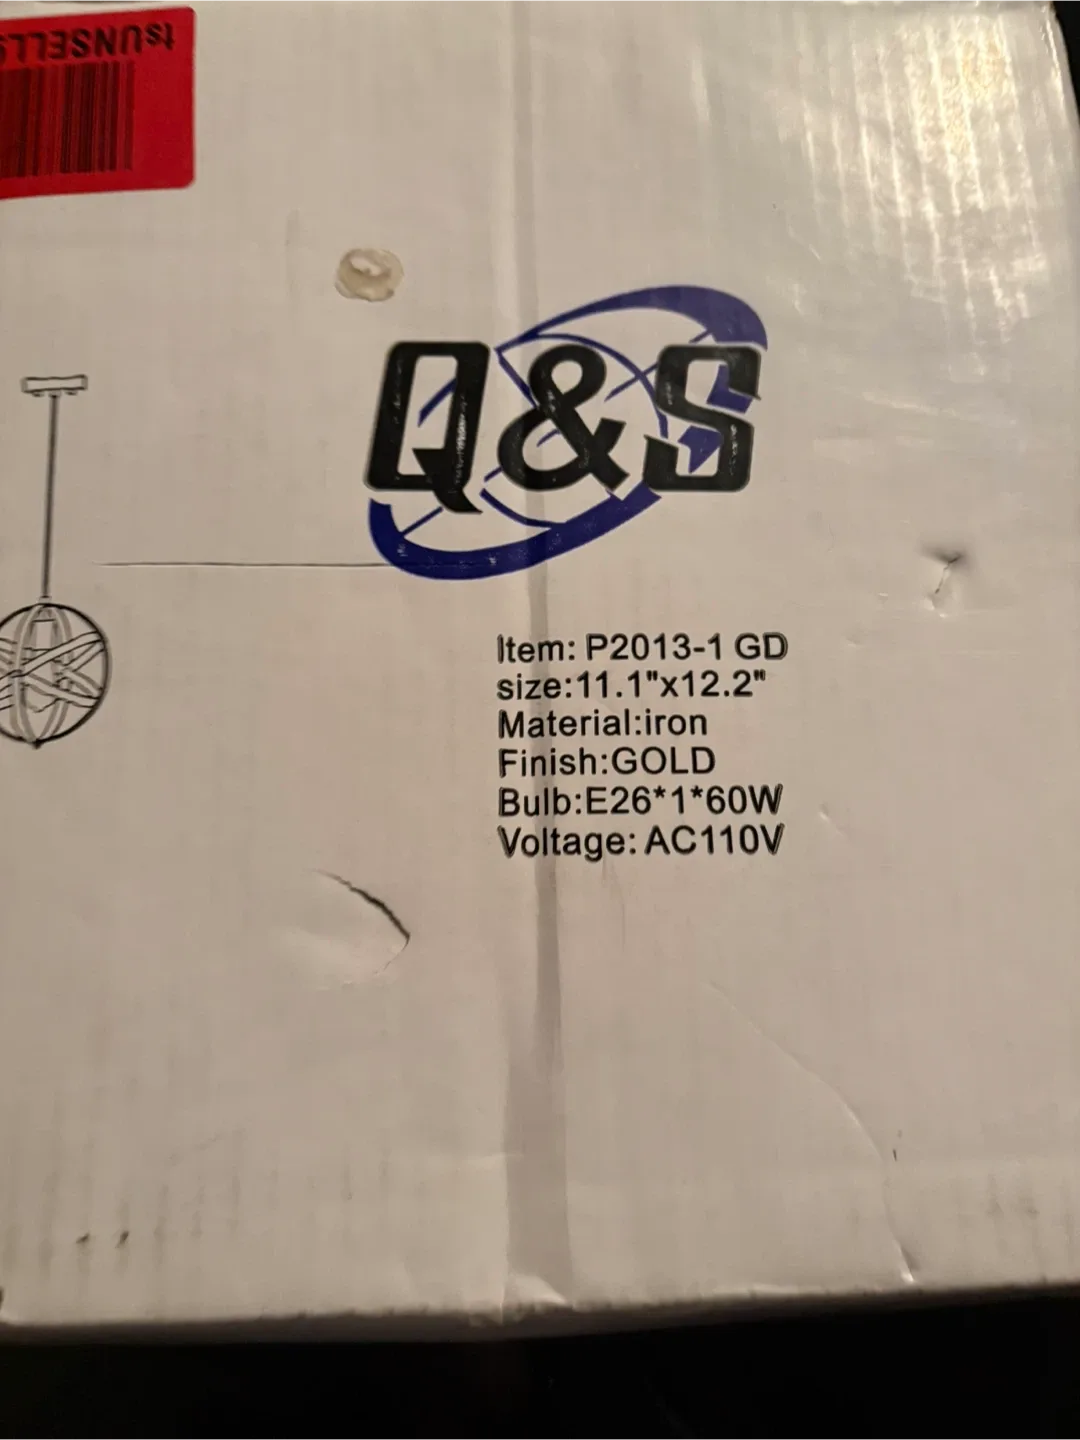 tsUNSELL
Q&S
Item: P2013-1 GD
size:11.1"x12.2"
Material:iron
Finish:GOLD
Bulb:E26*1*60W
Voltage: AC110V